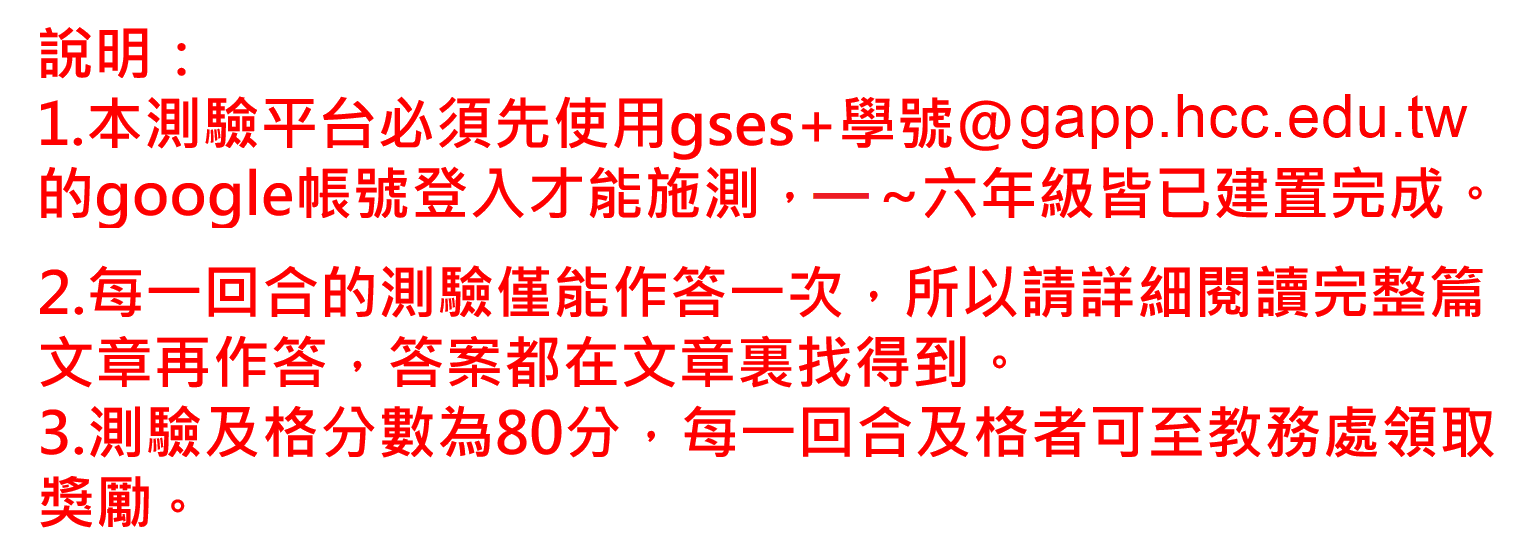 說明：
1.本測驗平台必須先使用gses+學號@gapp.hcc.edu.tw
的google帳號登入才能施測，一~六年級皆已建置完成。
2.每一回合的測驗僅能作答一次，所以請詳細閱讀完整篇
文章再作答，答案都在文章裏找得到。
3.測驗及格分數為80分，每一回合及格者可至教務處領取
獎勵。